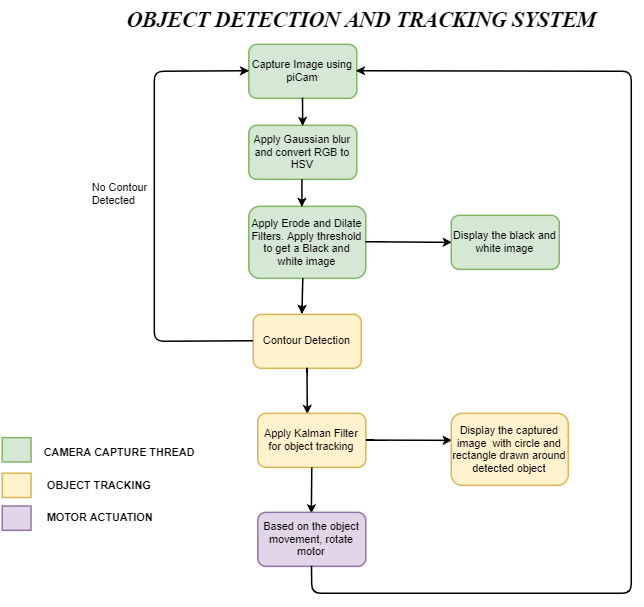 OBJECT DETECTION AND TRACKING SYSTEM
Capture Image using
piCam
Apply Gaussian blur
and convert RGB to
HSV
No Contour
Detected
Apply Erode and Dilate
Filters. Apply threshold
to get a Black and
white image
Display the black and
white image
Contour Detection
Apply Kalman Filter
for object tracking
Display the captured
image with circle and
rectangle drawn around
detected object
CAMERA CAPTURE THREAD
OBJECT TRACKING
MOTOR ACTUATION
Based on the object
movement, rotate
motor